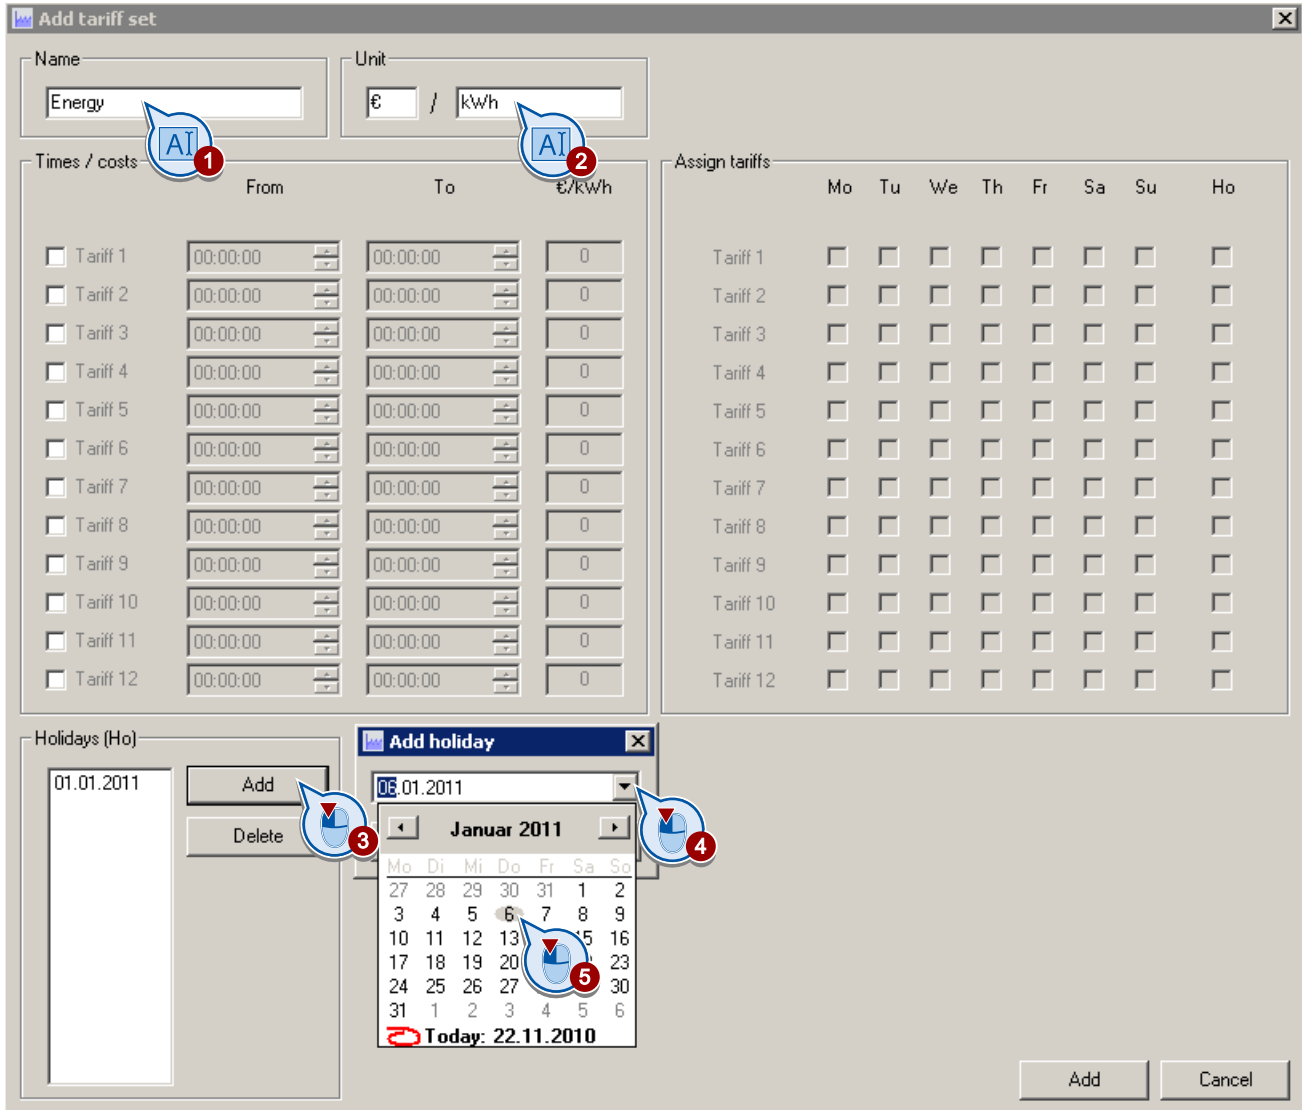 Add tariff set
Name
Unit
Energy
€ / kWh
AI 1
AI 2
Times / costs
From To €/kWh
Tariff 1 00:00:00 00:00:00 0
Tariff 2 00:00:00 00:00:00 0
Tariff 3 00:00:00 00:00:00 0
Tariff 4 00:00:00 00:00:00 0
Tariff 5 00:00:00 00:00:00 0
Tariff 6 00:00:00 00:00:00 0
Tariff 7 00:00:00 00:00:00 0
Tariff 8 00:00:00 00:00:00 0
Tariff 9 00:00:00 00:00:00 0
Tariff 10 00:00:00 00:00:00 0
Tariff 11 00:00:00 00:00:00 0
Tariff 12 00:00:00 00:00:00 0
Assign tariffs
Mo Tu We Th Fr Sa Su Ho
Tariff 1
Tariff 2
Tariff 3
Tariff 4
Tariff 5
Tariff 6
Tariff 7
Tariff 8
Tariff 9
Tariff 10
Tariff 11
Tariff 12
Holidays (Ho)
01.01.2011
Add
Delete
3
Add holiday
06.01.2011
4
Januar 2011
Mo Di Mi Do Fr Sa So
27 28 29 30 31 1 2
3 4 5 6 7 8 9
10 11 12 13 15 16
17 18 19 20 23
24 25 26 27 30
31 1 2 3 4 5 6
5
Today: 22.11.2010
Add
Cancel